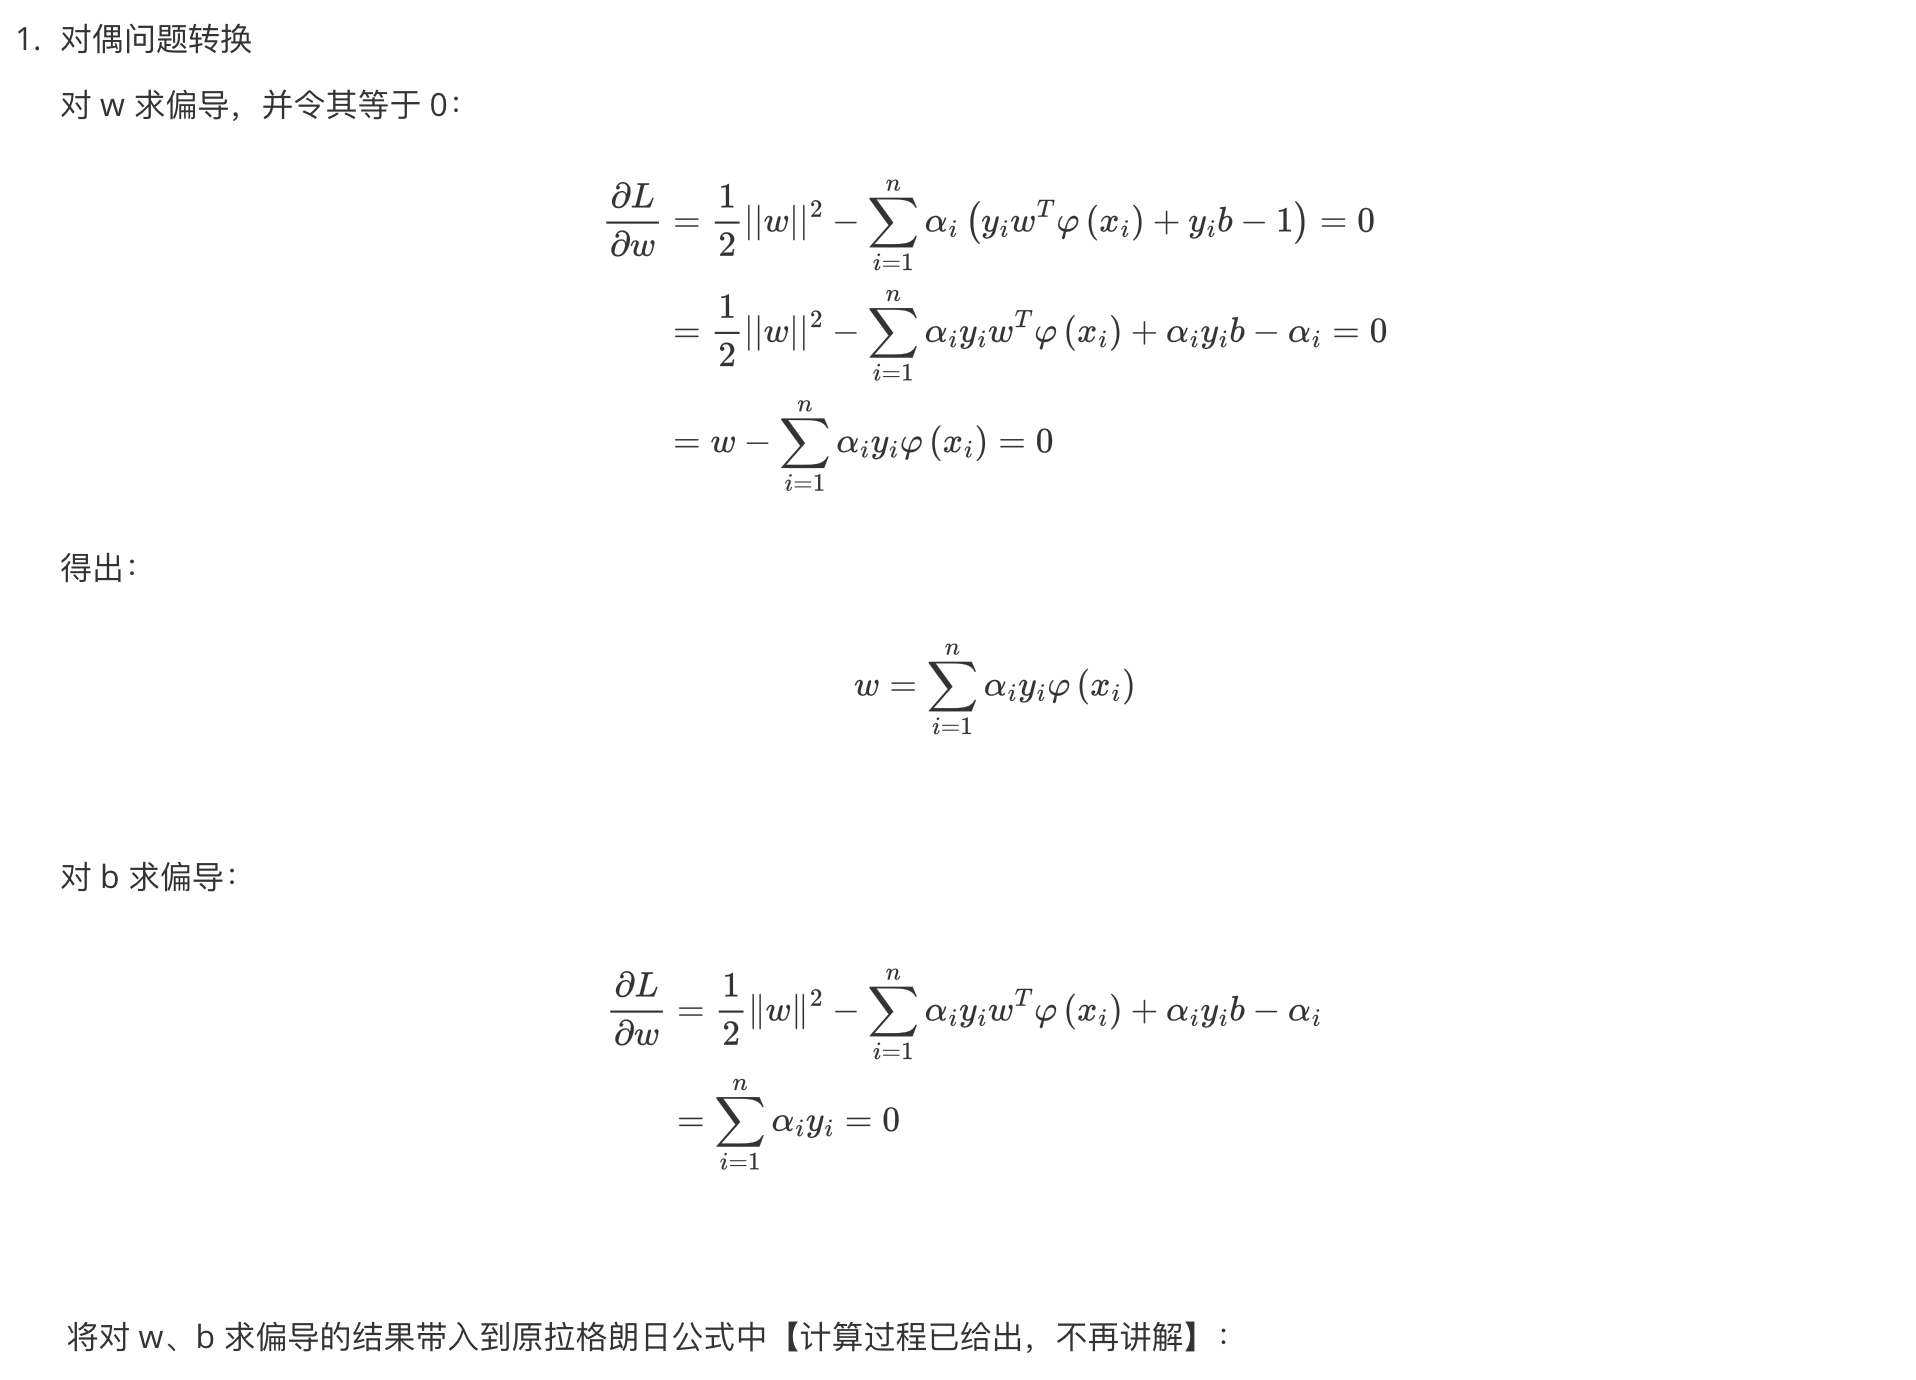 1. 对偶问题转换
对 w 求偏导，并令其等于 0：
$$\frac{\partial L}{\partial w} = \frac{1}{2}||w||^2 - \sum_{i=1}^{n} \alpha_i \left( y_i w^T \varphi(x_i) + y_i b - 1 \right) = 0$$
$$= \frac{1}{2}||w||^2 - \sum_{i=1}^{n} \alpha_i y_i w^T \varphi(x_i) + \alpha_i y_i b - \alpha_i = 0$$
$$= w - \sum_{i=1}^{n} \alpha_i y_i \varphi(x_i) = 0$$
得出：
$$w = \sum_{i=1}^{n} \alpha_i y_i \varphi(x_i)$$
对 b 求偏导：
$$\frac{\partial L}{\partial w} = \frac{1}{2}\|w\|^2 - \sum_{i=1}^{n} \alpha_i y_i w^T \varphi(x_i) + \alpha_i y_i b - \alpha_i$$
$$= \sum_{i=1}^{n} \alpha_i y_i = 0$$
将对 w、b 求偏导的结果带入到原拉格朗日公式中【计算过程已给出，不再讲解】：